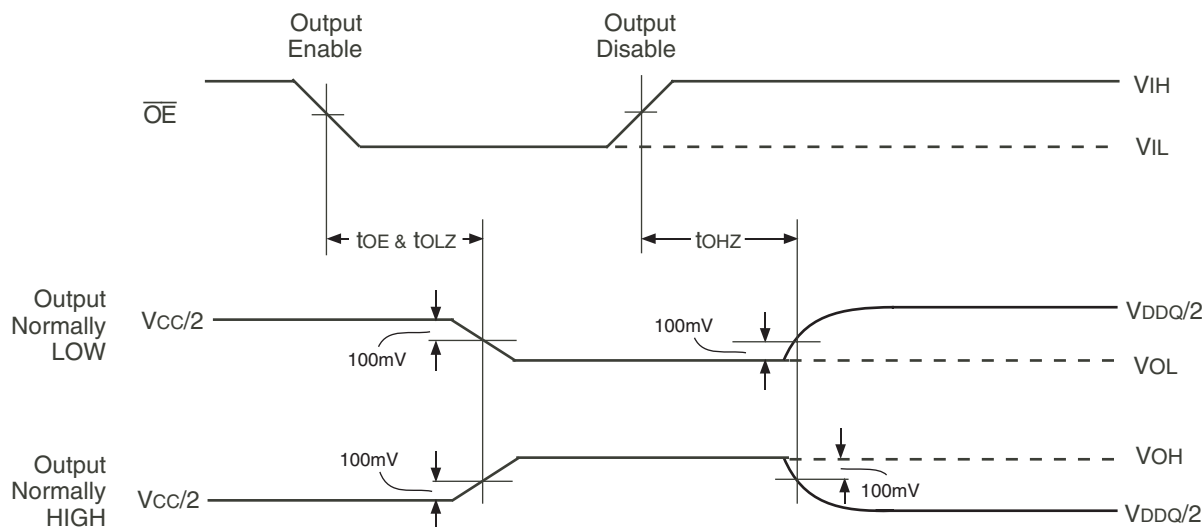 Output
Enable
Output
Disable
OE
VIH
VIL
tOE & tOLZ
tOHZ
Output
Normally
LOW
VCC/2
100mV
100mV
VDDQ/2
VOL
Output
Normally
HIGH
VCC/2
100mV
100mV
VOH
VDDQ/2